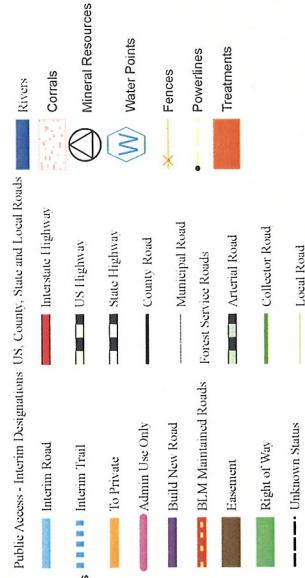 Public Access - Interim Designations
Interim Road
Interim Trail
To Private
Admin Use Only
Build New Road
BLM Maintained Roads
Easement
Right of Way
Unknown Status
US, County, State and Local Roads
Interstate Highway
US Highway
State Highway
County Road
Municipal Road
Forest Service Roads
Arterial Road
Collector Road
Local Road
Rivers
Corrals
Mineral Resources
W
Water Points
Fences
Powerlines
Treatments